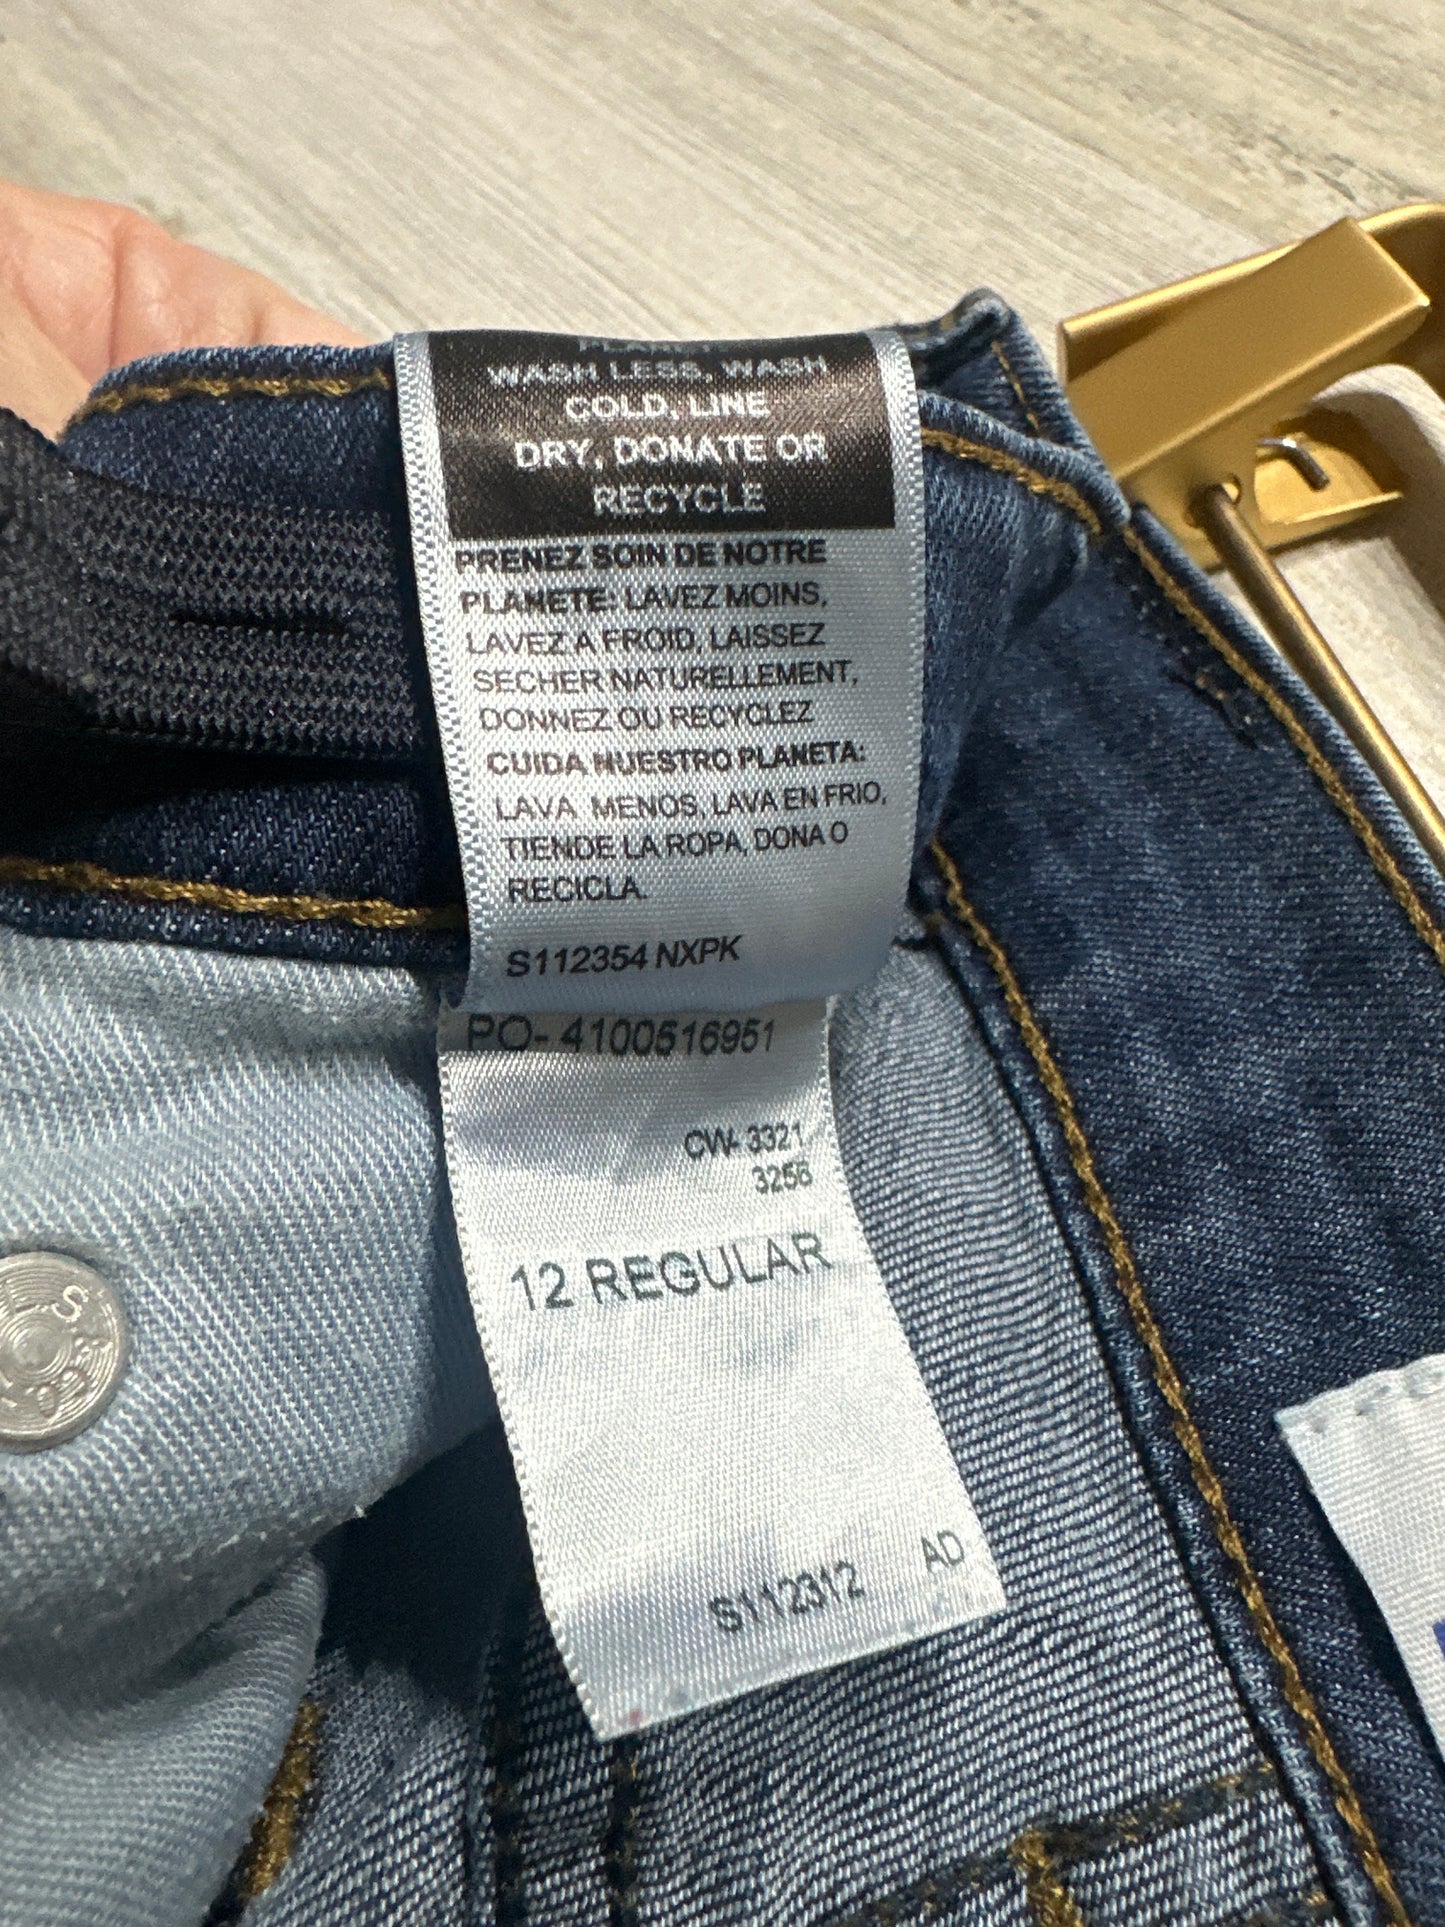 WASH LESS, WASH
COLD, LINE
DRY, DONATE OR
RECYCLE
PRENEZ SOIN DE NOTRE
PLANETE: LAVEZ MOINS,
LAVEZ A FROID, LAISSEZ
SECHER NATURELLEMENT,
DONNEZ OU RECYCLEZ
CUIDA NUESTRO PLANETA:
LAVA MENOS, LAVA EN FRIO,
TIENDE LA ROPA, DONA O
RECICLA.
S112354 NXPK
PO- 4100516951
CW- 3321
3256
12 REGULAR
S112312 AD